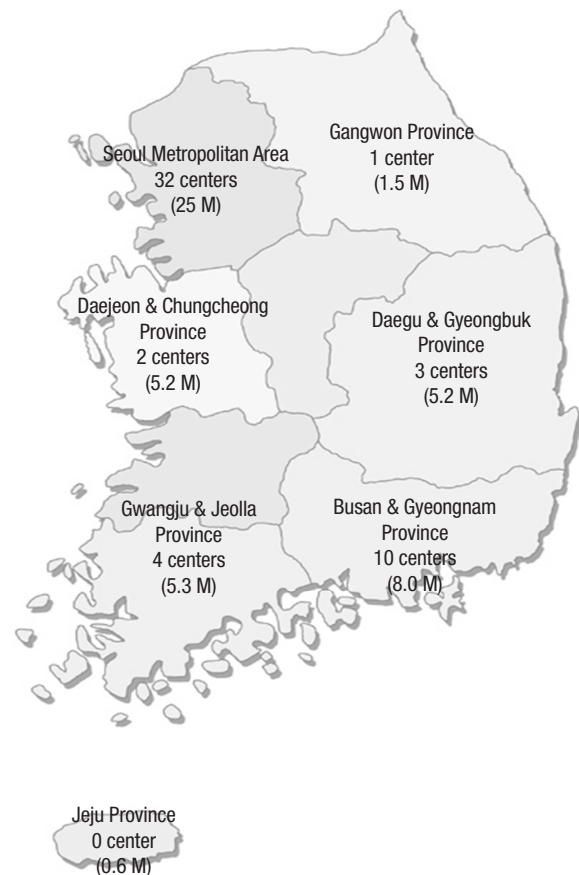 Seoul Metropolitan Area
32 centers
(25 M)
Gangwon Province
1 center
(1.5 M)
Daejeon & Chungcheong
Province
2 centers
(5.2 M)
Daegu & Gyeongbuk
Province
3 centers
(5.2 M)
Gwangju & Jeolla
Province
4 centers
(5.3 M)
Busan & Gyeongnam
Province
10 centers
(8.0 M)
Jeju Province
0 center
(0.6 M)